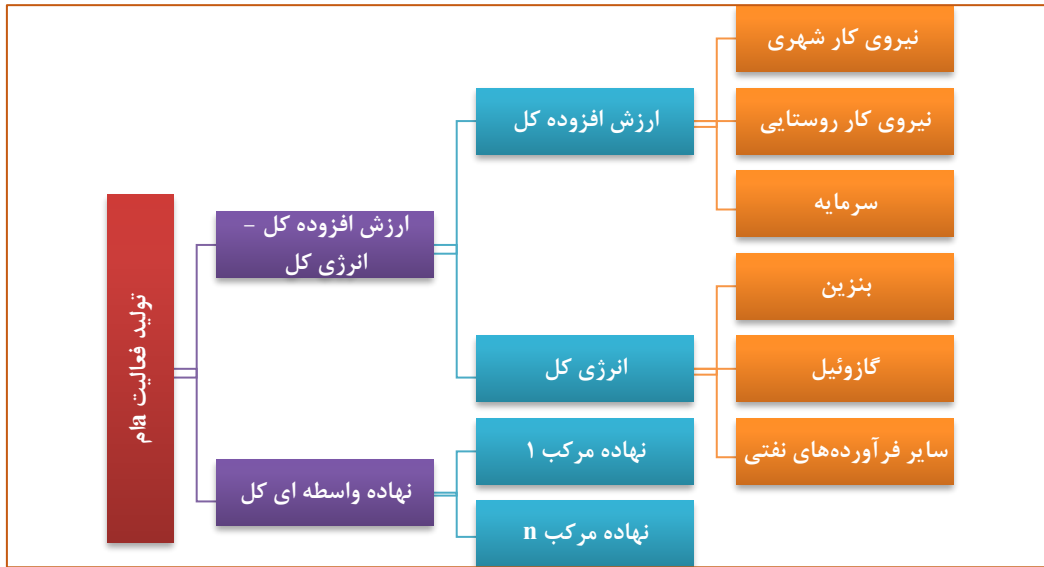 نیروی کار شهری
نیروی کار روستایی
ارزش افزوده کل
سرمایه
ارزش افزوده کل –
انرژی کل
بنزین
تولید فعالیت aام
گازوئیل
انرژی کل
سایر فرآورده‌های نفتی
نهاده مرکب ۱
نهاده واسطه ای کل
نهاده مرکب n